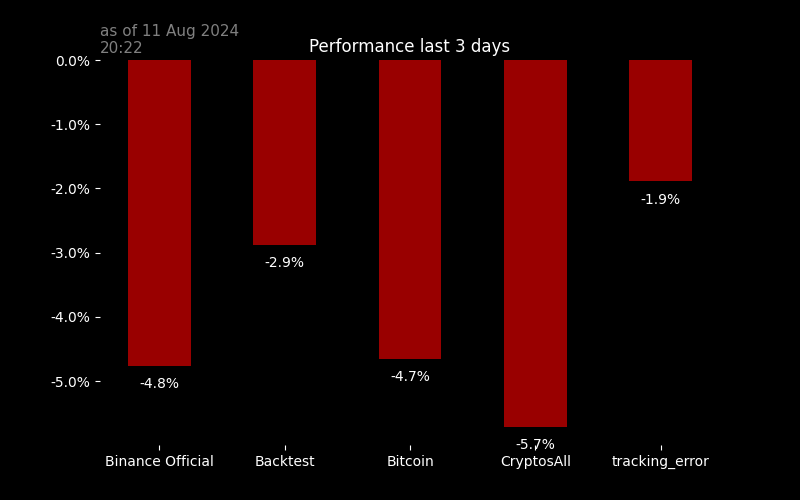 as of 11 Aug 2024
20:22
Performance last 3 days
0.0%
-1.0%
-2.0%
-3.0%
-4.0%
-5.0%
-4.8%
-2.9%
-4.7%
-5.7%
-1.9%
Binance Official
Backtest
Bitcoin
CryptosAll
tracking_error